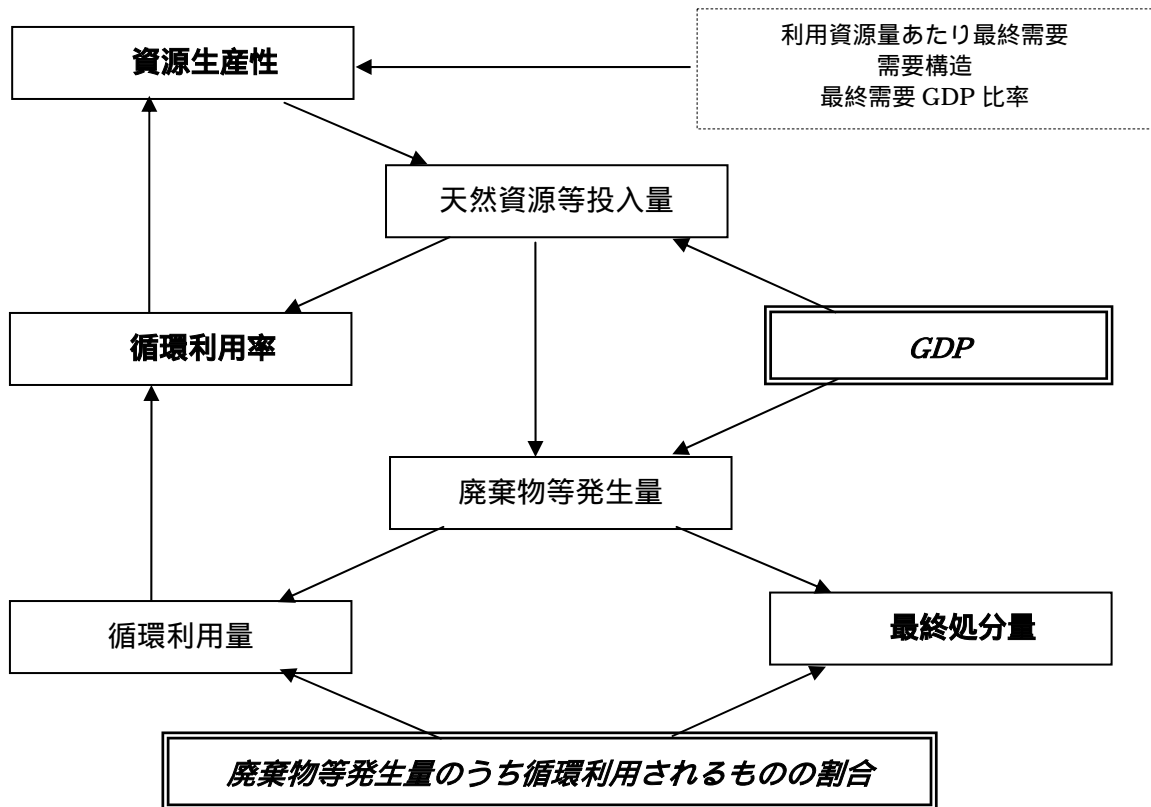 利用資源量あたり最終需要
需要構造
最終需要 GDP 比率
資源生産性
天然資源等投入量
循環利用率
GDP
廃棄物等発生量
循環利用量
最終処分量
廃棄物等発生量のうち循環利用されるものの割合